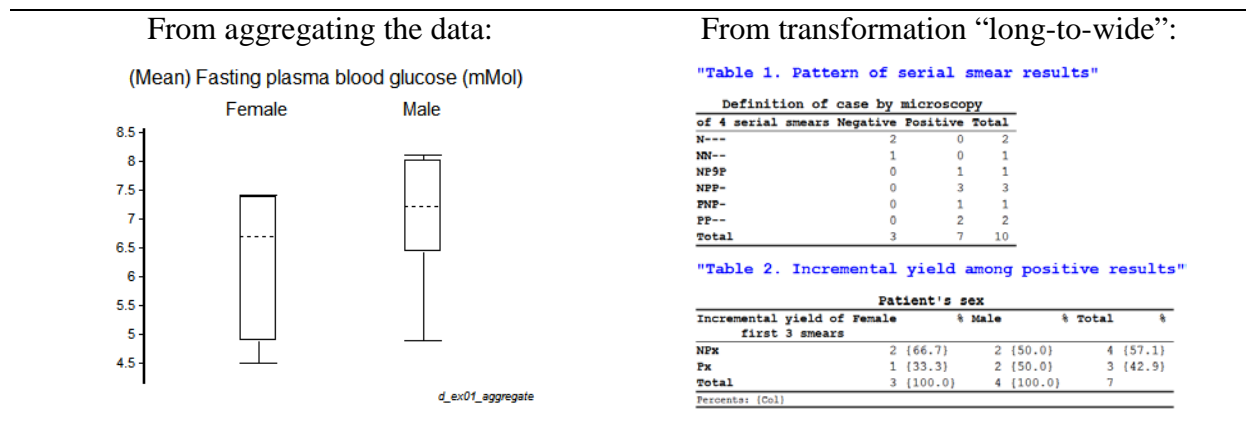 From aggregating the data:
(Mean) Fasting plasma blood glucose (mMol)
Female Male
8.5
8
7.5
7
6.5
6
5.5
5
4.5
d_ex01_aggregate
From transformation “long-to-wide”:
"Table 1. Pattern of serial smear results"
Definition of case by microscopy
of 4 serial smears Negative Positive Total
N--- 2 0 2
NN-- 1 0 1
NP9P 0 1 1
NPP- 0 3 3
PNP- 0 1 1
PP-- 0 2 2
Total 3 7 10
"Table 2. Incremental yield among positive results"
Patient's sex
Incremental yield of Female % Male % Total %
first 3 smears
NPx 2 {66.7} 2 {50.0} 4 {57.1}
Px 1 {33.3} 2 {50.0} 3 {42.9}
Total 3 {100.0} 4 {100.0} 7
Percents: {Col}